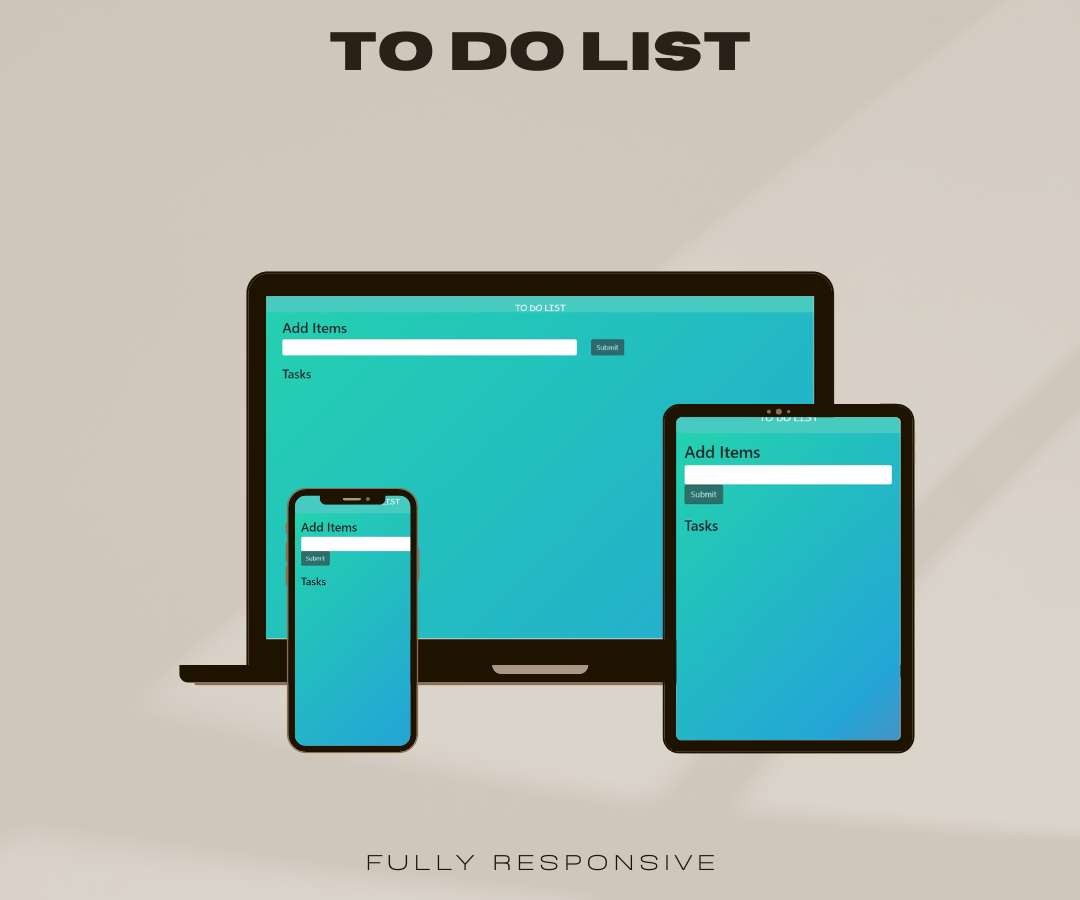 TO DO LIST
TO DO LIST
Add Items
Submit
Tasks
TO DO LIST
Add Items
Submit
Tasks
LIST
Add Items
Submit
Tasks
FULLY RESPONSIVE